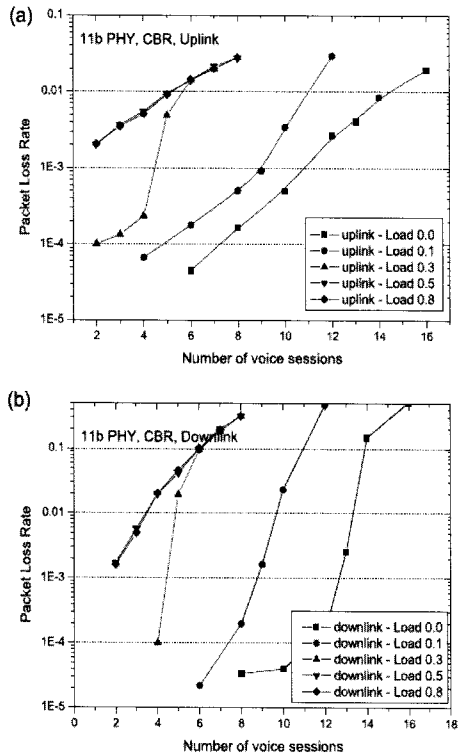 (a)
11b PHY, CBR, Uplink
0.1
0.01
1E-3
1E-4
1E-5
Packet Loss Rate
uplink - Load 0.0
uplink - Load 0.1
uplink - Load 0.3
uplink - Load 0.5
uplink - Load 0.8
2 4 6 8 10 12 14 16
Number of voice sessions
(b)
11b PHY, CBR, Downlink
0.1
0.01
1E-3
1E-4
1E-5
Packet Loss Rate
downlink - Load 0.0
downlink - Load 0.1
downlink - Load 0.3
downlink - Load 0.5
downlink - Load 0.8
0 2 4 6 8 10 12 14 16 18
Number of voice sessions